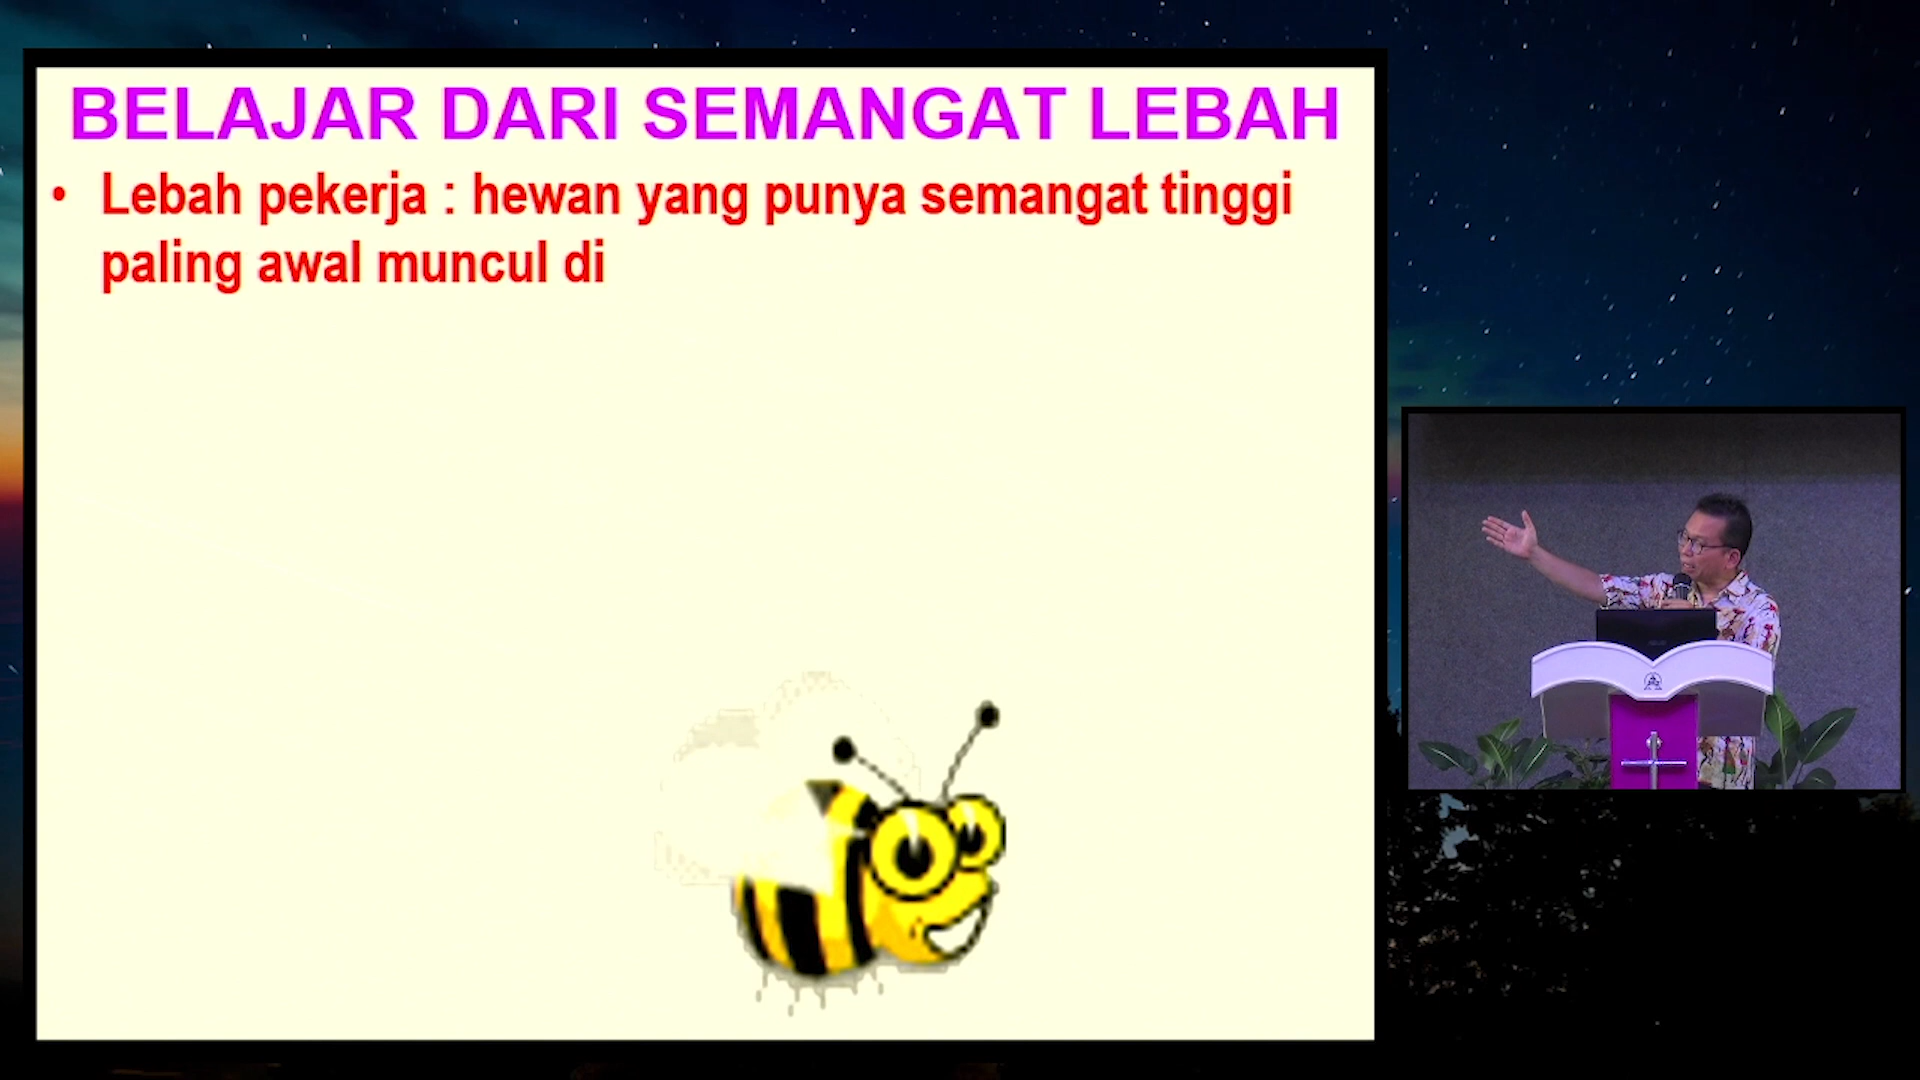 BELAJAR DARI SEMANGAT LEBAH
• Lebah pekerja : hewan yang punya semangat tinggi
paling awal muncul di